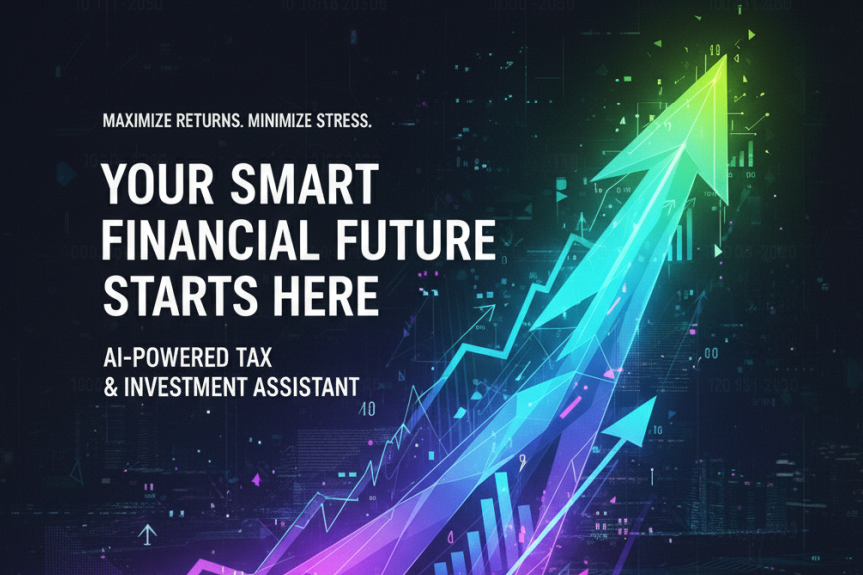 MAXIMIZE RETURNS. MINIMIZE STRESS.
YOUR SMART
FINANCIAL FUTURE
STARTS HERE
AI-POWERED TAX
& INVESTMENT ASSISTANT